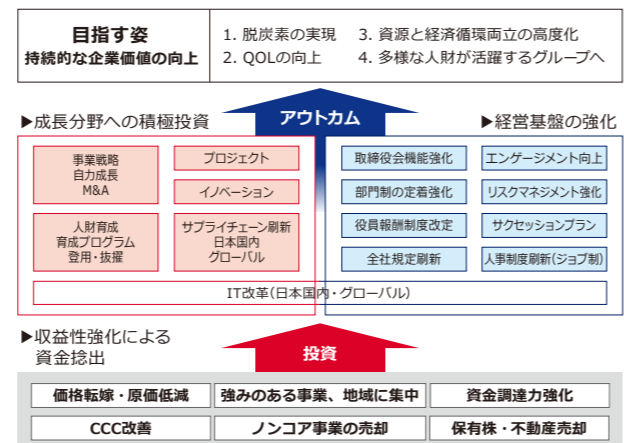 目指す姿
持続的な企業価値の向上
1. 脱炭素の実現
2. QOLの向上
3. 資源と経済循環両立の高度化
4. 多様な人財が活躍するグループへ
アウトカム
▶成長分野への積極投資
事業戦略
自力成長
M&A
プロジェクト
イノベーション
人財育成
育成プログラム
登用・抜擢
サプライチェーン刷新
日本国内
グローバル
▶経営基盤の強化
取締役会機能強化
エンゲージメント向上
部門制の定着強化
リスクマネジメント強化
役員報酬制度改定
サクセッションプラン
全社規定刷新
人事制度刷新(ジョブ制)
IT改革(日本国内・グローバル)
▶収益性強化による
資金捻出
投資
価格転嫁・原価低減
強みのある事業、地域に集中
資金調達力強化
CCC改善
ノンコア事業の売却
保有株・不動産売却